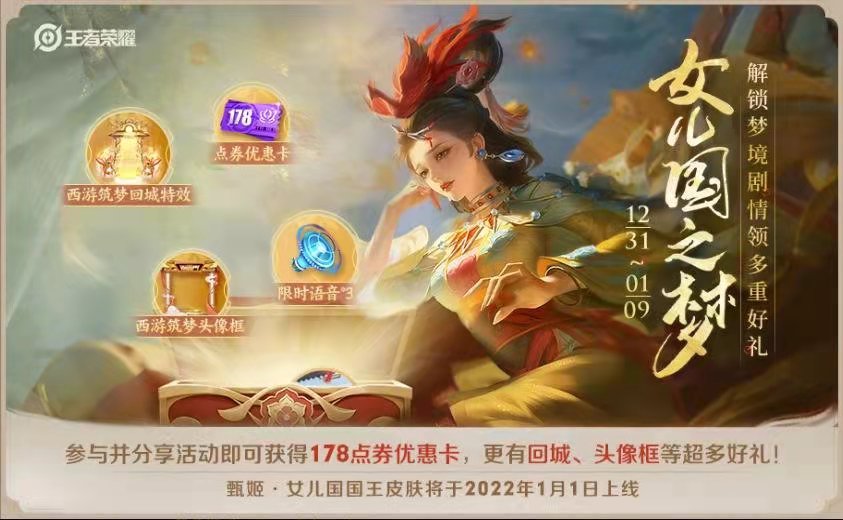 王者荣耀
女儿国之梦
解锁梦境剧情领多重好礼
12
31
~
01
09
178
点券优惠卡
西游筑梦回城特效
限时语音*3
西游筑梦头像框
参与并分享活动即可获得178点券优惠卡，更有回城、头像框等超多好礼！
甄姬·女儿国国王皮肤将于2022年1月1日上线